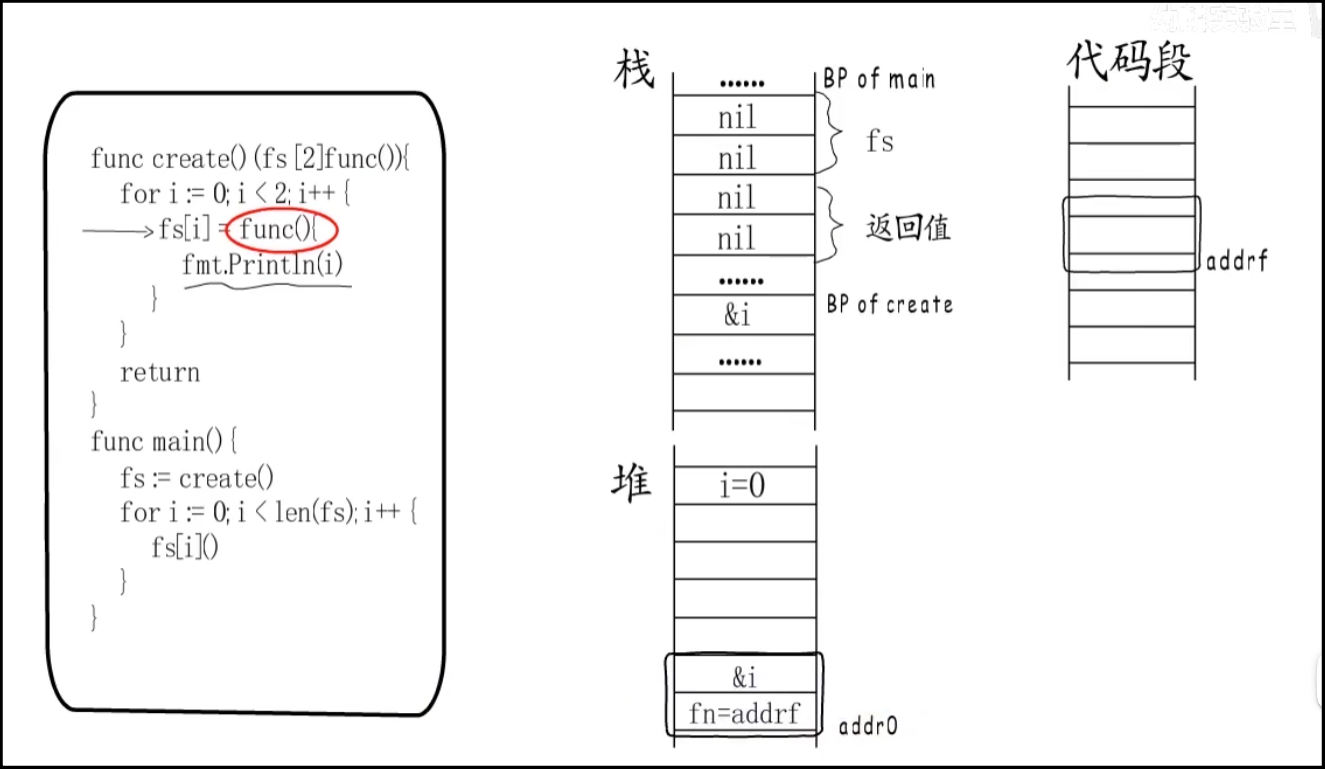 func create() (fs [2]func()){
for i := 0; i < 2; i++ {
fs[i] = func(){
fmt.Println(i)
}
}
return
}
func main() {
fs := create()
for i := 0; i < len(fs); i++ {
fs[i]()
}
}
栈
......
BP of main
nil
nil
fs
nil
nil
返回值
......
&i
BP of create
......
堆
i=0
&i
fn=addrf
addr0
代码段
addrf